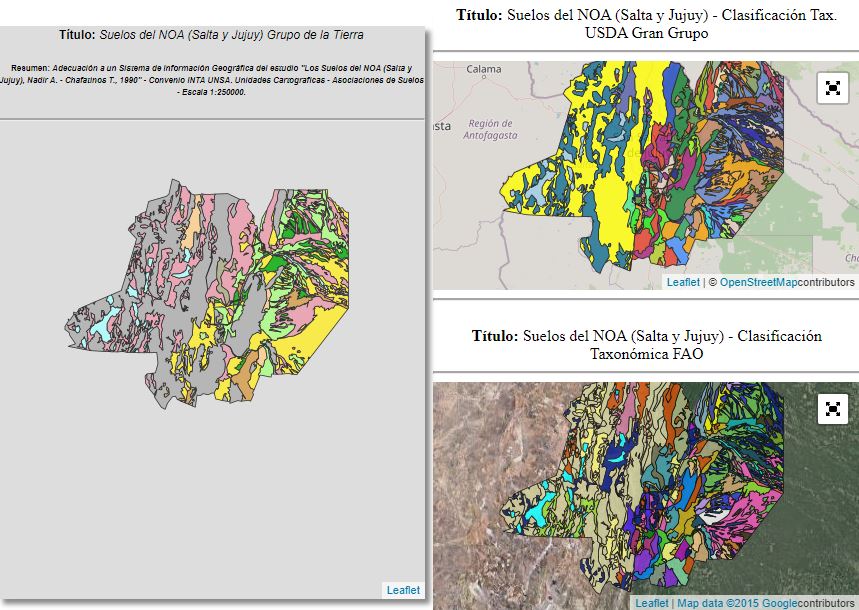 Título: Suelos del NOA (Salta y Jujuy) Grupo de la Tierra
Resumen: Adecuación a un Sistema de Información Geográfica del estudio "Los Suelos del NOA (Salta y
Jujuy), Nadir A. - Chafatinos T., 1990" - Convenio INTA UNSA. Unidades Cartograficas - Asociaciones de Suelos
- Escala 1:250000.
Leaflet
Título: Suelos del NOA (Salta y Jujuy) - Clasificación Tax.
USDA Gran Grupo
Calama
asta
Región de
Antofagasta
Leaflet | © OpenStreetMapcontributors
Título: Suelos del NOA (Salta y Jujuy) - Clasificación
Taxonómica FAO
Leaflet | Map data ©2015 Googlecontributors